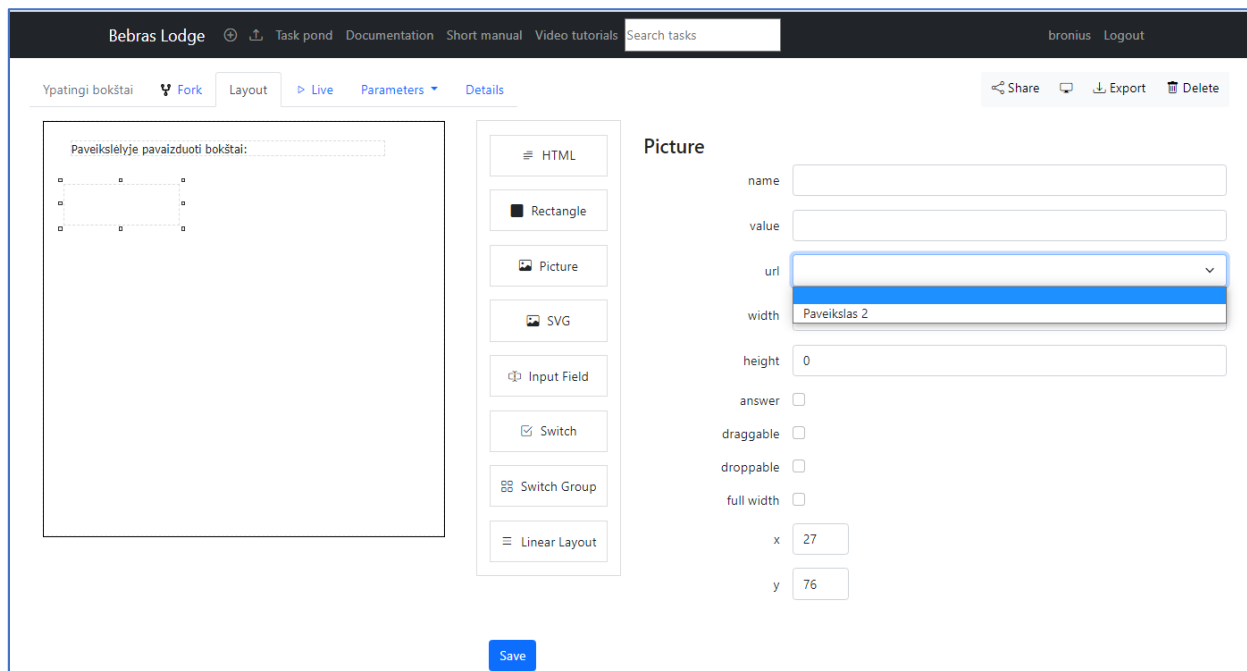 Bebras Lodge Task pond Documentation Short manual Video tutorials Search tasks bronius Logout
Ypatingi bokštai Fork Layout Live Parameters Details Share Export Delete
Paveikslėlyje pavaizduoti bokštai:
HTML
Rectangle
Picture
SVG
Input Field
Switch
Switch Group
Linear Layout
Picture
name
value
url
Paveikslas 2
width
height 0
answer
draggable
droppable
full width
x 27
y 76
Save